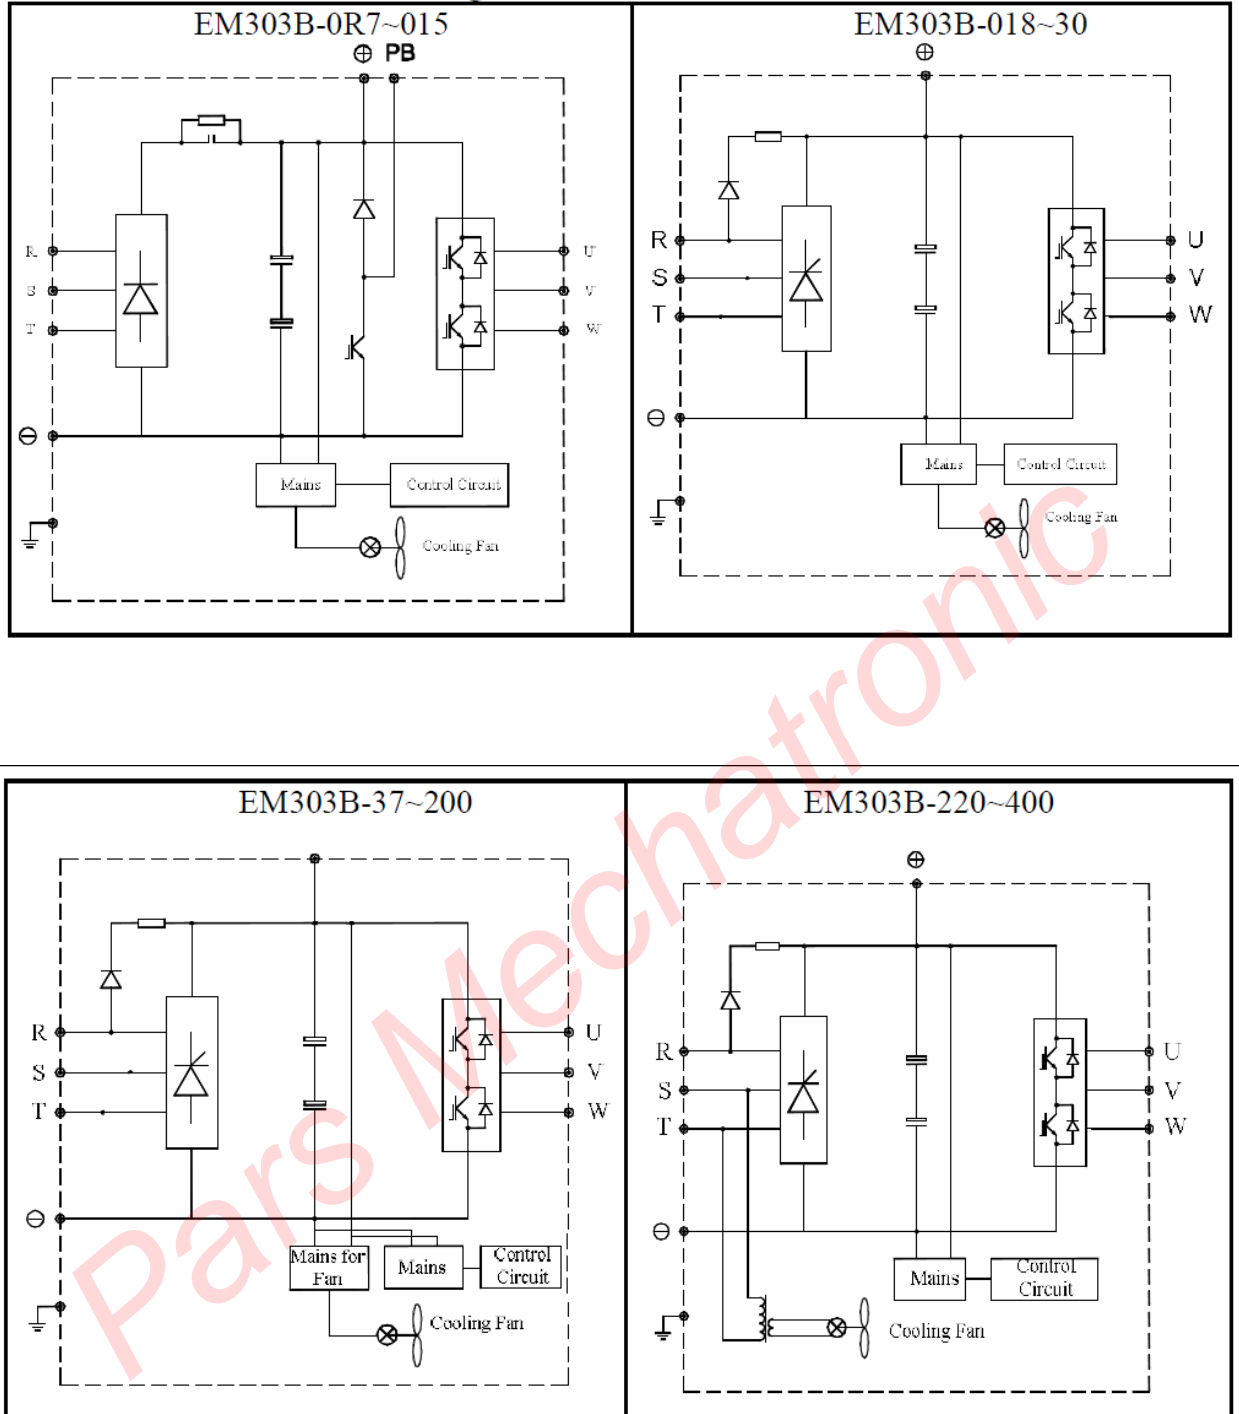 EM303B-0R7~015
⊕ PB
R
S
T
U
V
W
⊖
Mains
Control Circuit
Cooling Fan
EM303B-018~30
⊕
R
S
T
U
V
W
⊖
Mains
Control Circuit
Cooling Fan
EM303B-37~200
R
S
T
U
V
W
⊖
Mains for
Fan
Mains
Control
Circuit
Cooling Fan
EM303B-220~400
⊕
R
S
T
U
V
W
⊖
Mains
Control
Circuit
Cooling Fan
Pars Mechatronic